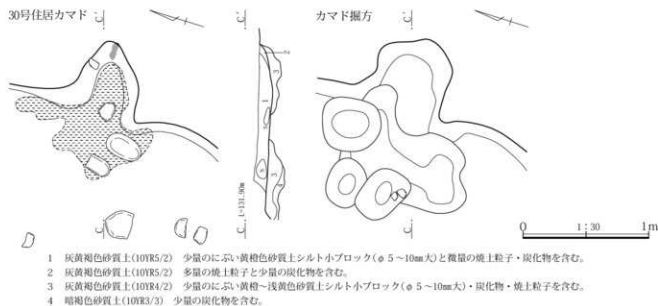 30号住居カマド
カマド掘方
C
C'
C
C'
C
C'
2
1
3
3
L=131.90m
C
C'
0 1:30 1m
1 灰黄褐色砂質土(10YR5/2) 少量のにぶい黄橙色砂質土シルト小ブロック(φ5~10mm大)と微量の焼土粒子・炭化物を含む。
2 灰黄褐色砂質土(10YR5/2) 多量の焼土粒子と少量の炭化物を含む。
3 灰黄褐色砂質土(10YR4/2) 少量のにぶい黄橙~浅黄色砂質土シルト小ブロック(φ5~10mm大)・炭化物・焼土粒子を含む。
4 暗褐色砂質土(10YR3/3) 少量の炭化物を含む。